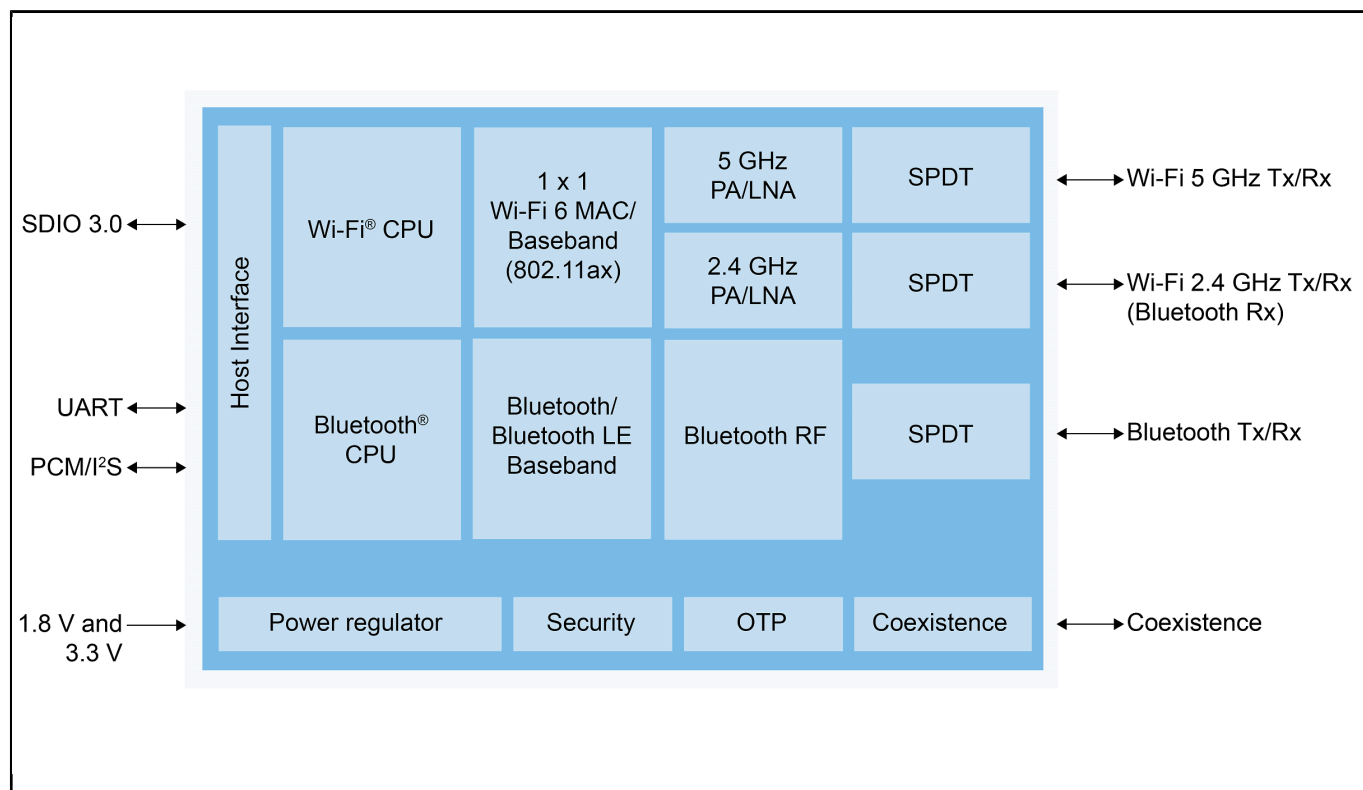 SDIO 3.0
UART
PCM/I²S
1.8 V and
3.3 V
Host Interface
Wi-Fi® CPU
1 x 1
Wi-Fi 6 MAC/
Baseband
(802.11ax)
5 GHz
PA/LNA
SPDT
2.4 GHz
PA/LNA
SPDT
Bluetooth®
CPU
Bluetooth/
Bluetooth LE
Baseband
Bluetooth RF
SPDT
Power regulator
Security
OTP
Coexistence
Wi-Fi 5 GHz Tx/Rx
Wi-Fi 2.4 GHz Tx/Rx
(Bluetooth Rx)
Bluetooth Tx/Rx
Coexistence